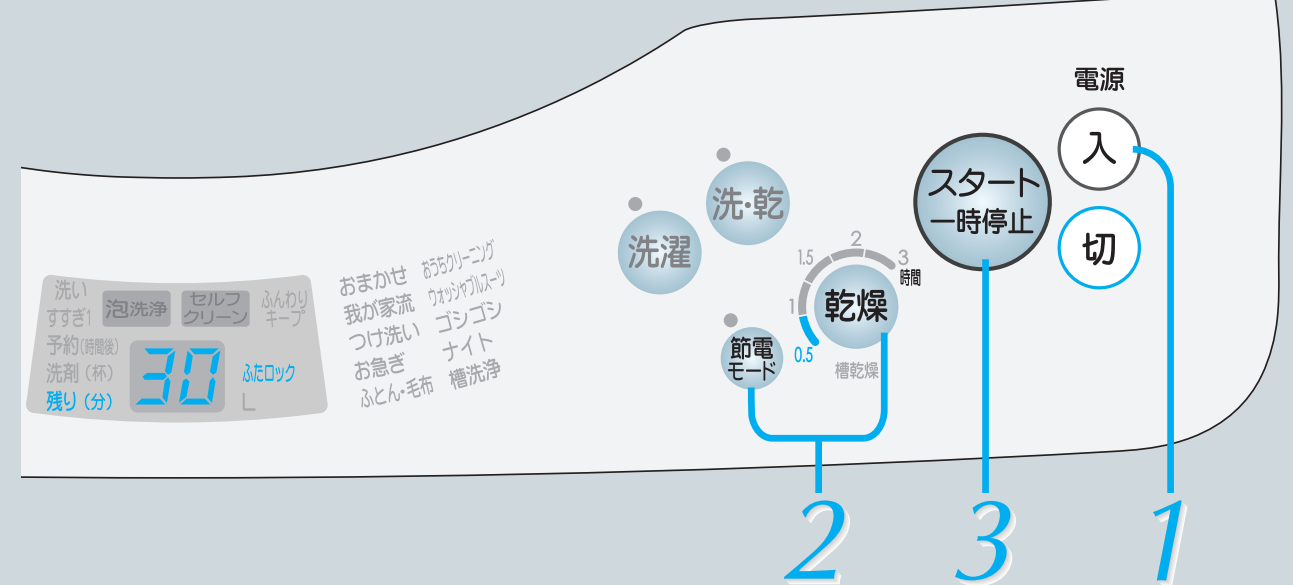 電源
入
切
スタート
一時停止
洗・乾
洗濯
1
1.5
2
3
時間
0.5
乾燥
槽乾燥
節電
モード
おまかせ
我が家流
つけ洗い
お急ぎ
ふとん・毛布
おうちクリーニング
ウォッシャブルスーツ
ゴシゴシ
ナイト
槽洗浄
洗い
すすぎ1
予約(時間後)
洗剤(杯)
残り(分)
泡洗浄
セルフ
クリーン
ふんわり
キープ
30
ふたロック
L
2
3
1